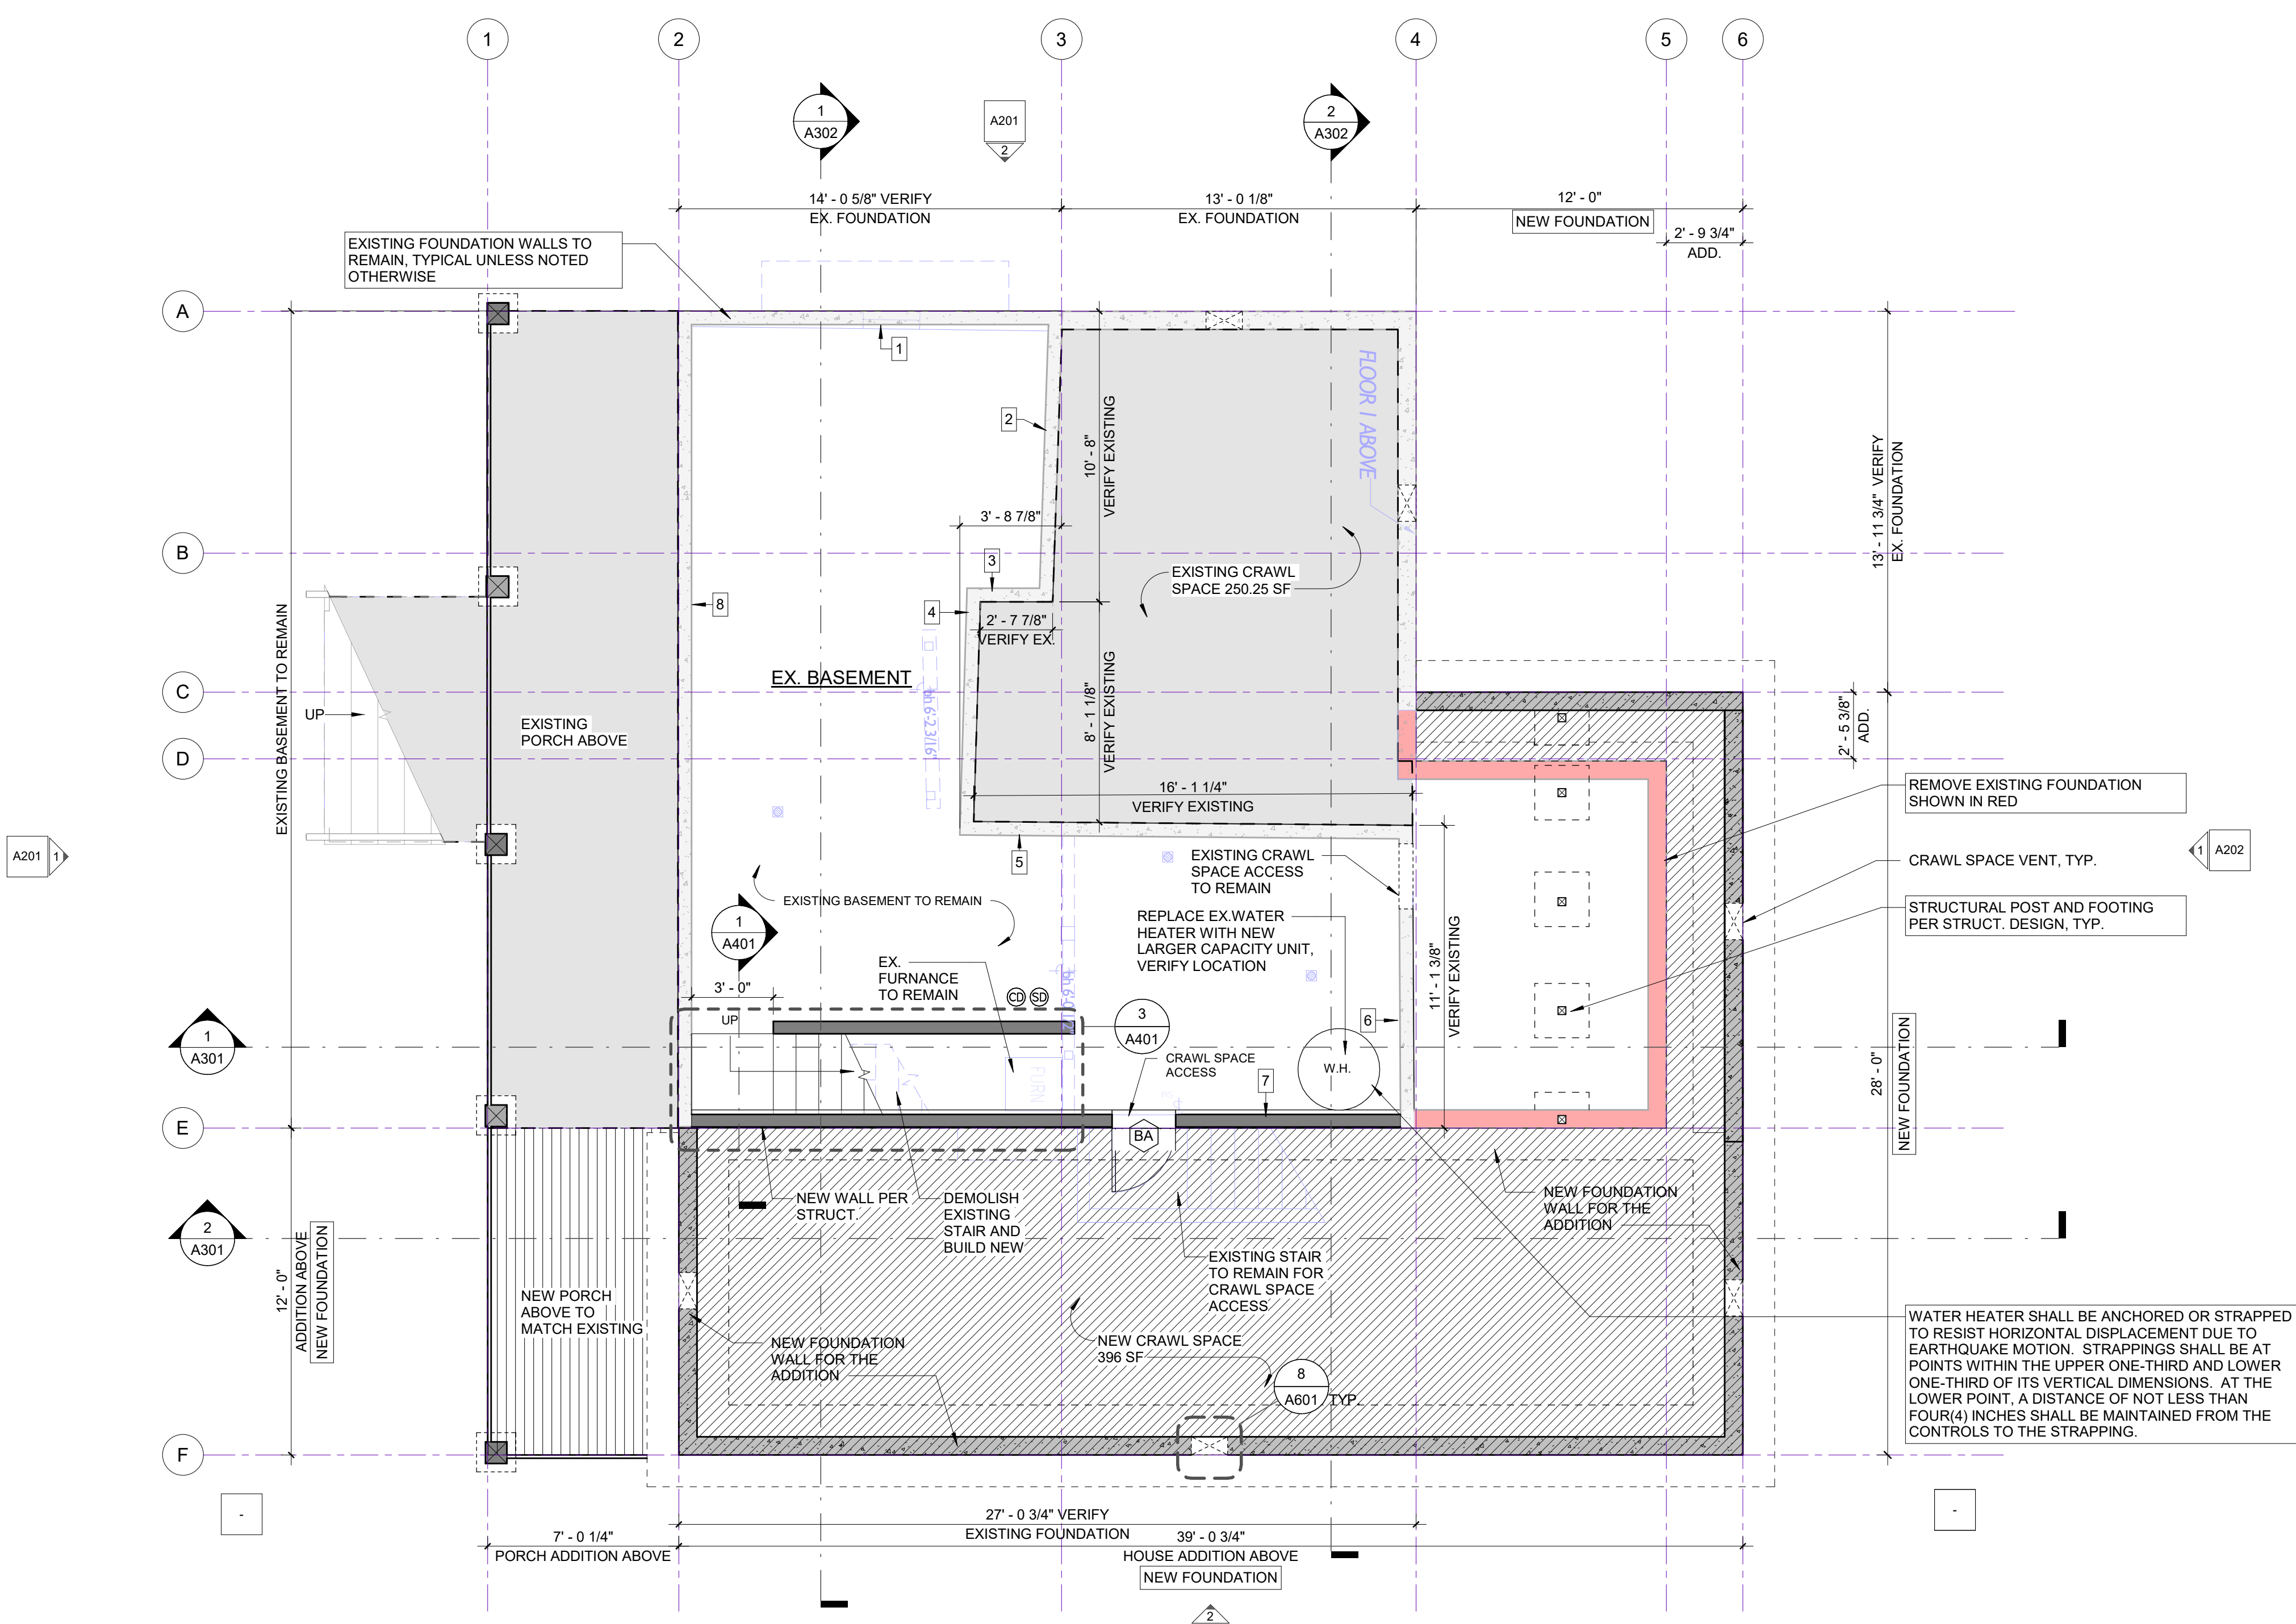 1
2
3
4
5
6
1
A302
A201
2
2
A302
14' - 0 5/8" VERIFY
EX. FOUNDATION
13' - 0 1/8"
EX. FOUNDATION
12' - 0"
NEW FOUNDATION
2' - 9 3/4"
ADD.
EXISTING FOUNDATION WALLS TO
REMAIN, TYPICAL UNLESS NOTED
OTHERWISE
A
1
2
10' - 8"
VERIFY EXISTING
FLOOR 1 ABOVE
13' - 11 3/4" VERIFY
EX. FOUNDATION
3' - 8 7/8"
B
3
EXISTING CRAWL
SPACE 250.25 SF
8
4
2' - 7 7/8"
VERIFY EX.
EXISTING BASEMENT TO REMAIN
EX. BASEMENT
C
bh 6'-2 3/16"
UP
EXISTING
PORCH ABOVE
8' - 1 1/8"
VERIFY EXISTING
2' - 5 3/8"
ADD.
D
16' - 1 1/4"
VERIFY EXISTING
REMOVE EXISTING FOUNDATION
SHOWN IN RED
A201
1
5
EXISTING CRAWL
SPACE ACCESS
TO REMAIN
CRAWL SPACE VENT, TYP.
1
A202
EXISTING BASEMENT TO REMAIN
1
A401
REPLACE EX.WATER
HEATER WITH NEW
LARGER CAPACITY UNIT,
VERIFY LOCATION
STRUCTURAL POST AND FOOTING
PER STRUCT. DESIGN, TYP.
11' - 1 3/8"
VERIFY EXISTING
EX.
FURNANCE
TO REMAIN
3' - 0"
CD
SD
UP
3
A401
6
1
A301
CRAWL SPACE
ACCESS
W.H.
FURN
7
28' - 0"
NEW FOUNDATION
E
BA
NEW WALL PER
STRUCT.
DEMOLISH
EXISTING
STAIR AND
BUILD NEW
NEW FOUNDATION
WALL FOR THE
ADDITION
2
A301
EXISTING STAIR
TO REMAIN FOR
CRAWL SPACE
ACCESS
12' - 0"
ADDITION ABOVE
NEW FOUNDATION
NEW PORCH
ABOVE TO
MATCH EXISTING
NEW FOUNDATION
WALL FOR THE
ADDITION
NEW CRAWL SPACE
396 SF
8
A601
TYP.
WATER HEATER SHALL BE ANCHORED OR STRAPPED
TO RESIST HORIZONTAL DISPLACEMENT DUE TO
EARTHQUAKE MOTION. STRAPPINGS SHALL BE AT
POINTS WITHIN THE UPPER ONE-THIRD AND LOWER
ONE-THIRD OF ITS VERTICAL DIMENSIONS. AT THE
LOWER POINT, A DISTANCE OF NOT LESS THAN
FOUR(4) INCHES SHALL BE MAINTAINED FROM THE
CONTROLS TO THE STRAPPING.
F
-
-
27' - 0 3/4" VERIFY
EXISTING FOUNDATION
7' - 0 1/4"
PORCH ADDITION ABOVE
39' - 0 3/4"
HOUSE ADDITION ABOVE
NEW FOUNDATION
2